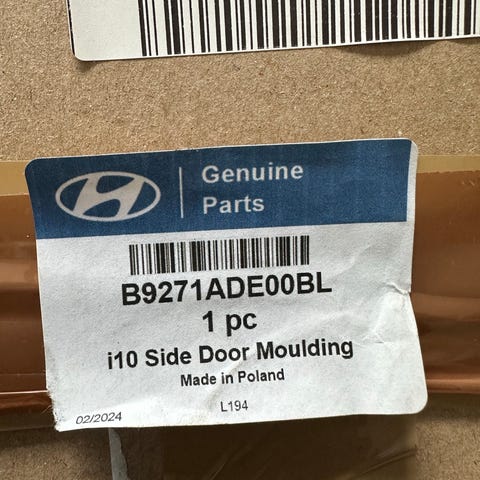 Genuine
Parts
B9271ADE00BL
1 pc
i10 Side Door Moulding
Made in Poland
L194
02/2024